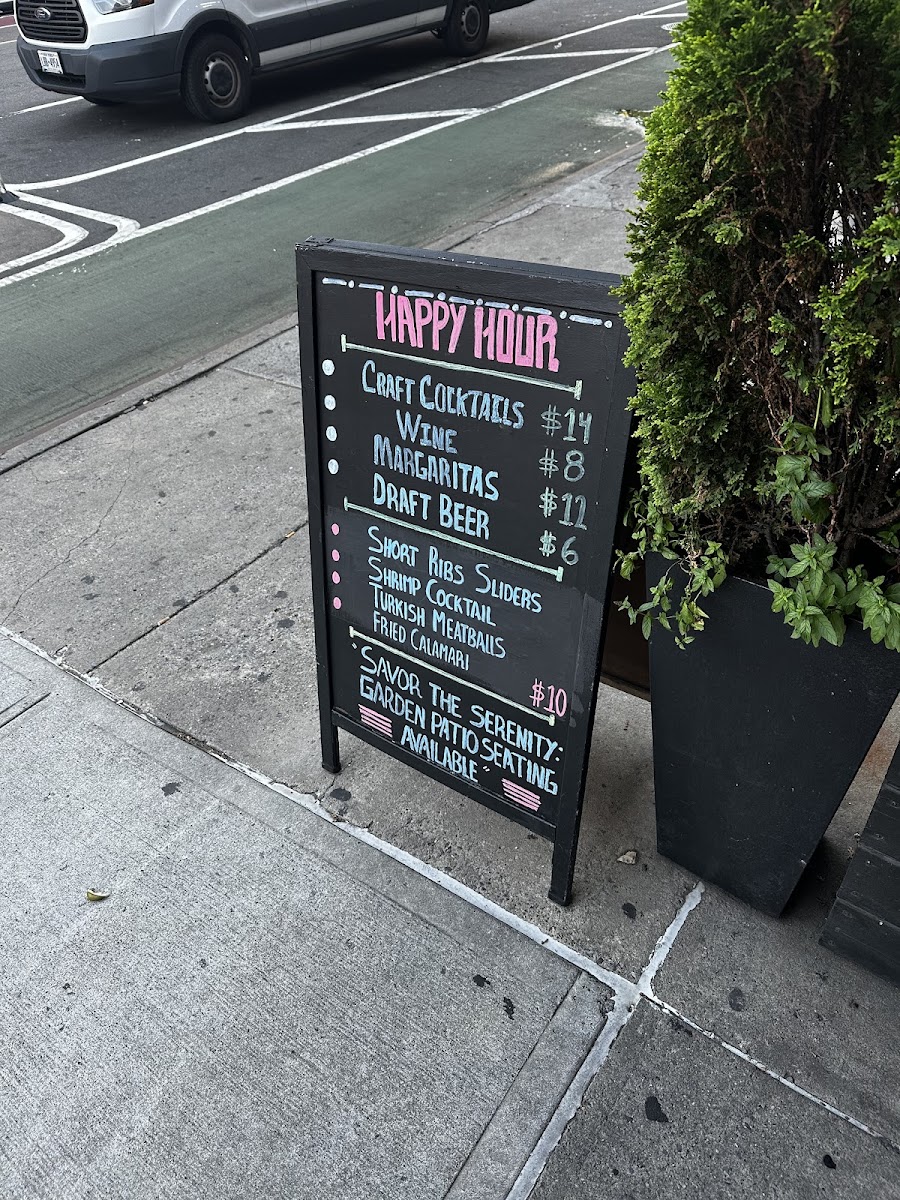 Ford
HAPPY HOUR
CRAFT COCKTAILS $14
WINE $8
MARGARITAS $12
DRAFT BEER $6
SHORT RIBS SLIDERS
SHRIMP COCKTAIL
TURKISH MEATBALLS
FRIED CALAMARI
$10
"SAVOR THE SERENITY:
GARDEN PATIO SEATING
AVAILABLE"